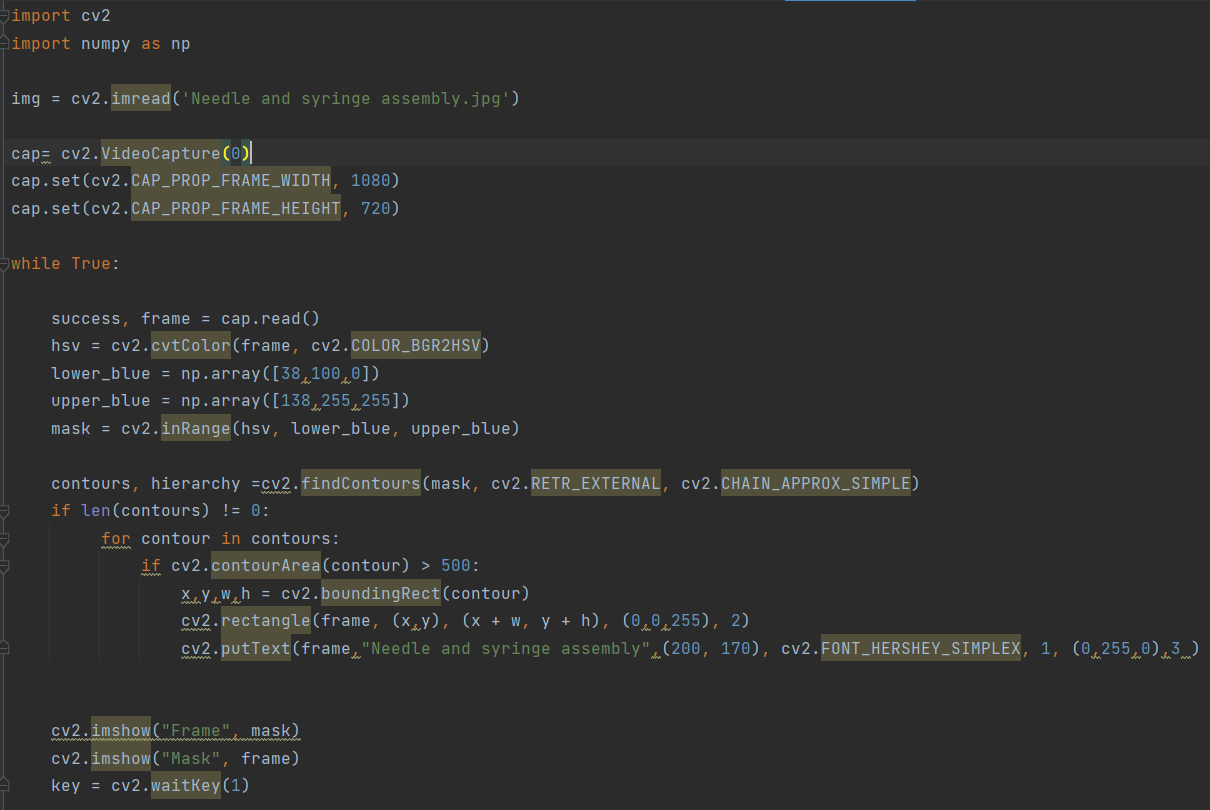 import cv2
import numpy as np
img = cv2.imread('Needle and syringe assembly.jpg')
cap= cv2.VideoCapture(0)
cap.set(cv2.CAP_PROP_FRAME_WIDTH, 1080)
cap.set(cv2.CAP_PROP_FRAME_HEIGHT, 720)
while True:
    success, frame = cap.read()
    hsv = cv2.cvtColor(frame, cv2.COLOR_BGR2HSV)
    lower_blue = np.array([38,100,0])
    upper_blue = np.array([138,255,255])
    mask = cv2.inRange(hsv, lower_blue, upper_blue)
    contours, hierarchy =cv2.findContours(mask, cv2.RETR_EXTERNAL, cv2.CHAIN_APPROX_SIMPLE)
    if len(contours) != 0:
         for contour in contours:
             if cv2.contourArea(contour) > 500:
                 x,y,w,h = cv2.boundingRect(contour)
                 cv2.rectangle(frame, (x,y), (x + w, y + h), (0,0,255), 2)
                 cv2.putText(frame,"Needle and syringe assembly",(200, 170), cv2.FONT_HERSHEY_SIMPLEX, 1, (0,255,0),3 )
    cv2.imshow("Frame", mask)
    cv2.imshow("Mask", frame)
    key = cv2.waitKey(1)